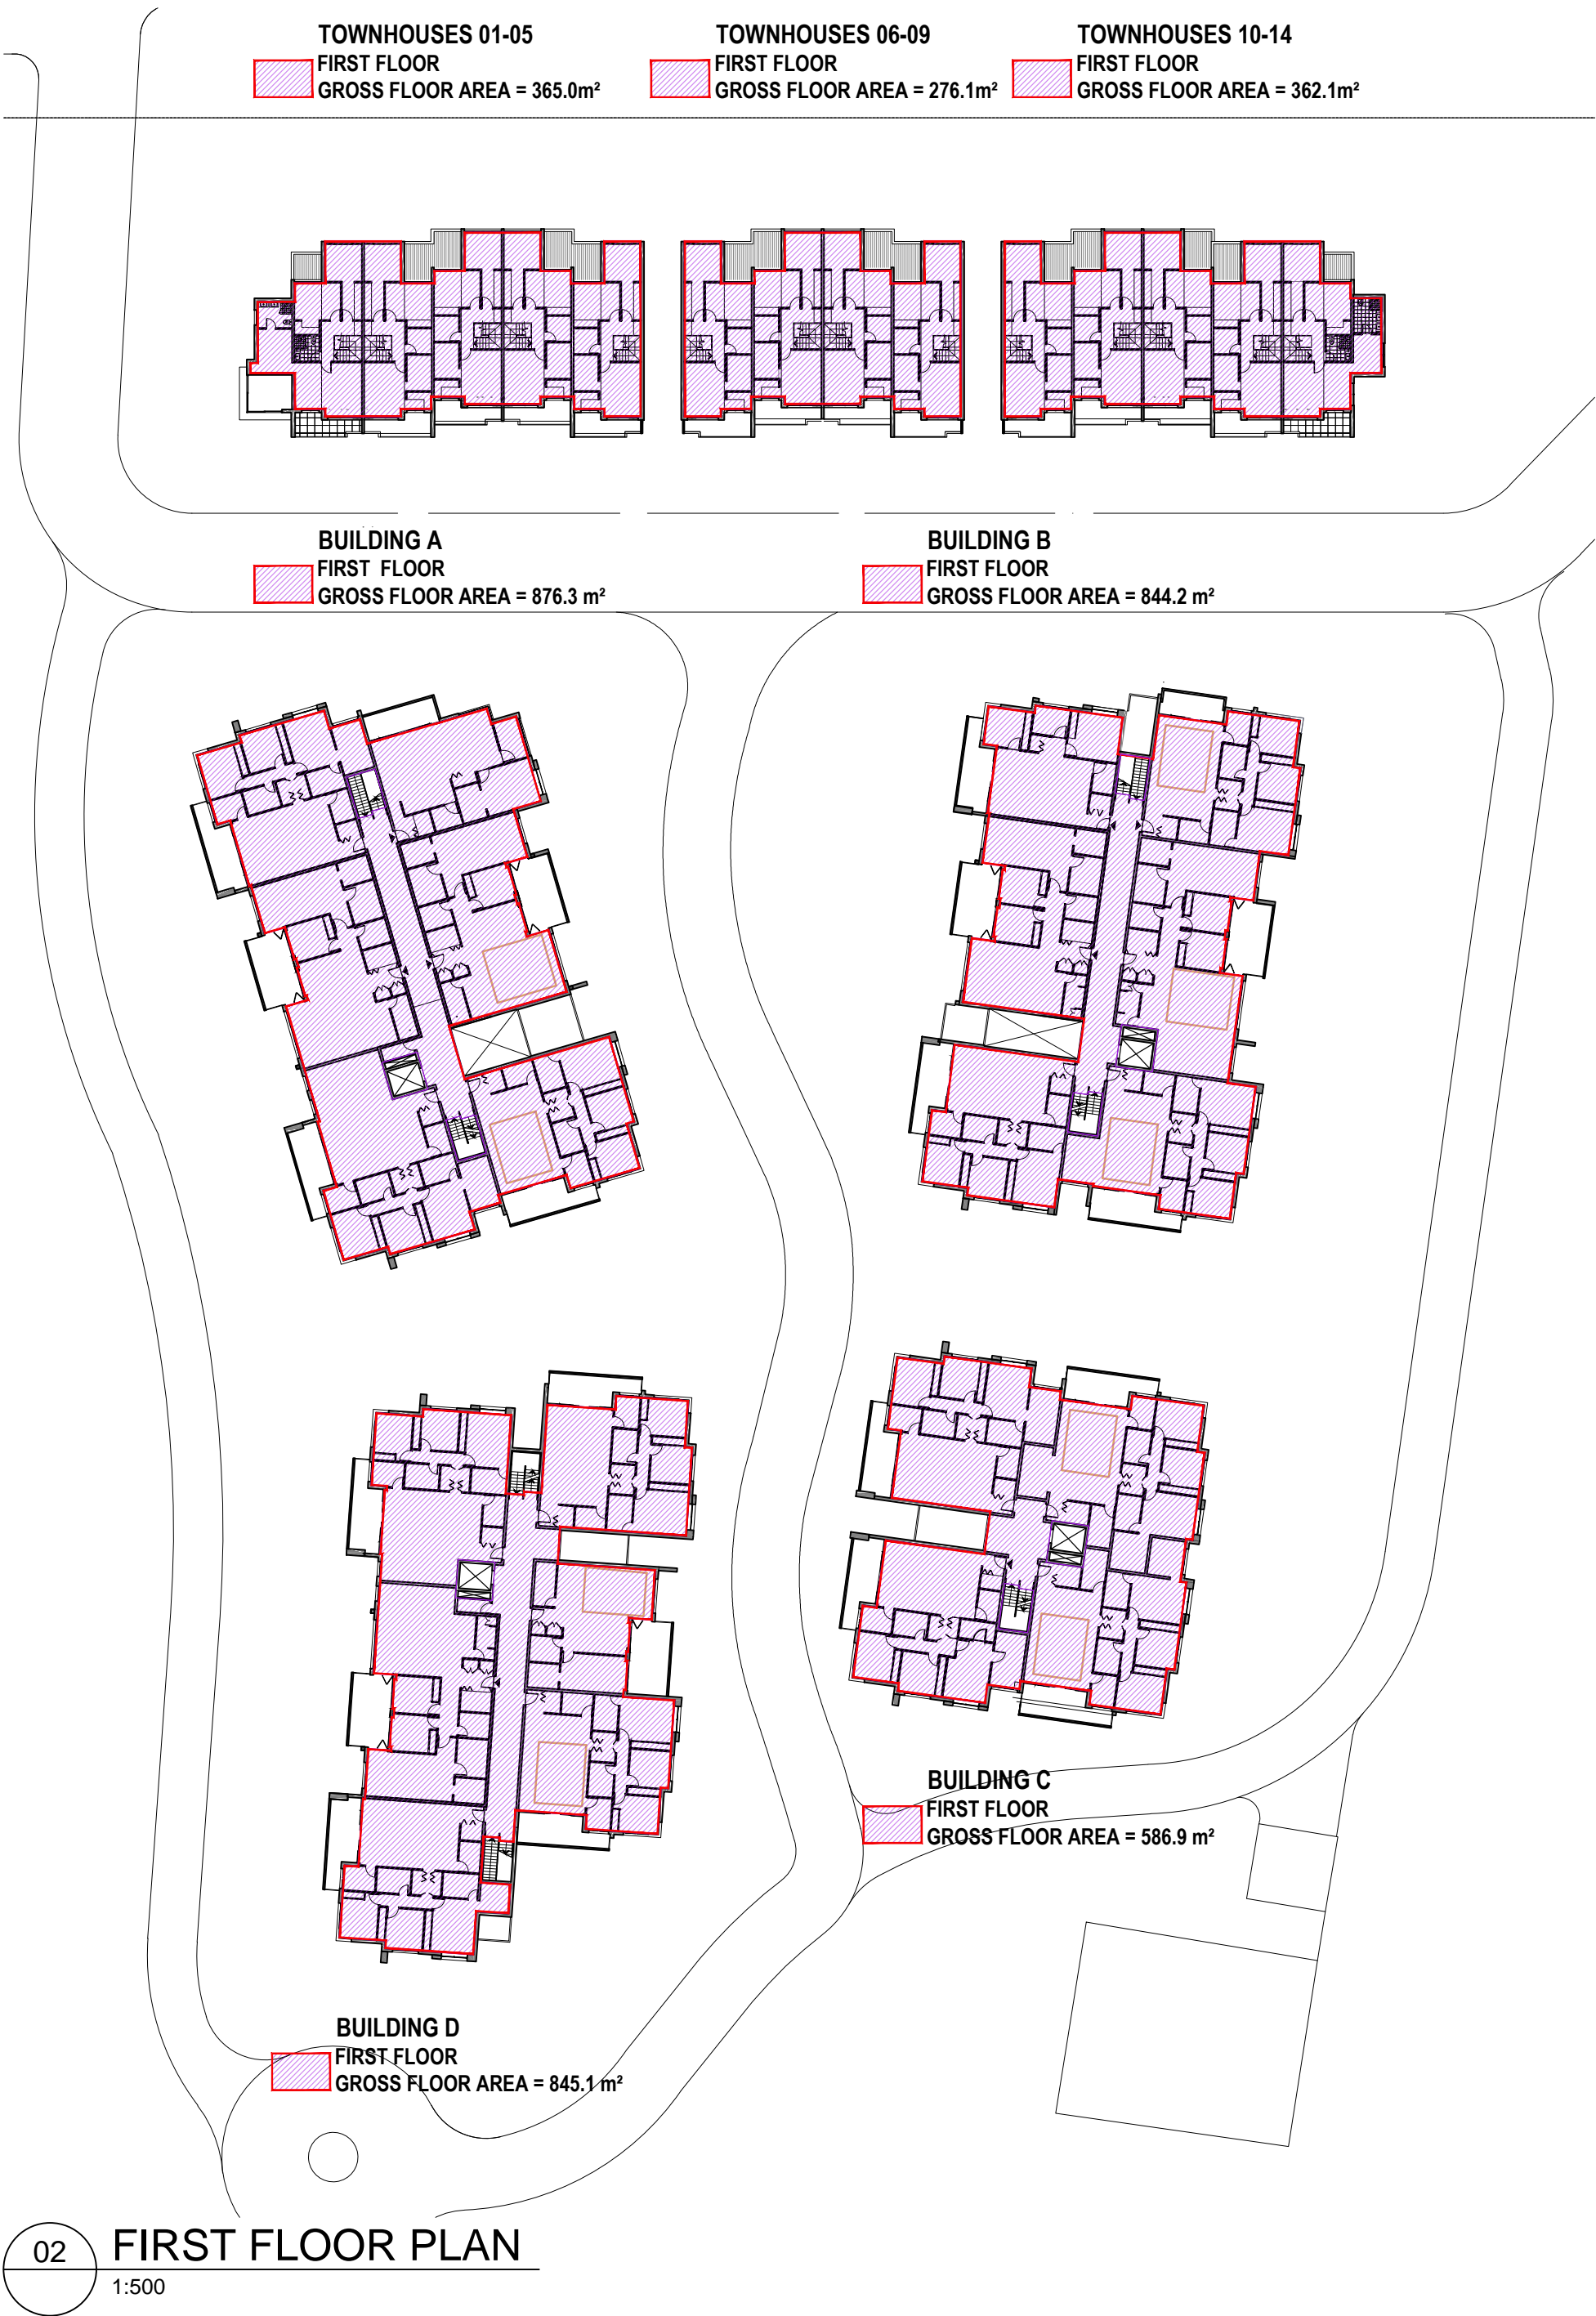 TOWNHOUSES 01-05
FIRST FLOOR
GROSS FLOOR AREA = 365.0m²
TOWNHOUSES 06-09
FIRST FLOOR
GROSS FLOOR AREA = 276.1m²
TOWNHOUSES 10-14
FIRST FLOOR
GROSS FLOOR AREA = 362.1m²
BUILDING A
FIRST FLOOR
GROSS FLOOR AREA = 876.3 m²
BUILDING B
FIRST FLOOR
GROSS FLOOR AREA = 844.2 m²
BUILDING C
FIRST FLOOR
GROSS FLOOR AREA = 586.9 m²
BUILDING D
FIRST FLOOR
GROSS FLOOR AREA = 845.1 m²
02 FIRST FLOOR PLAN
1:500